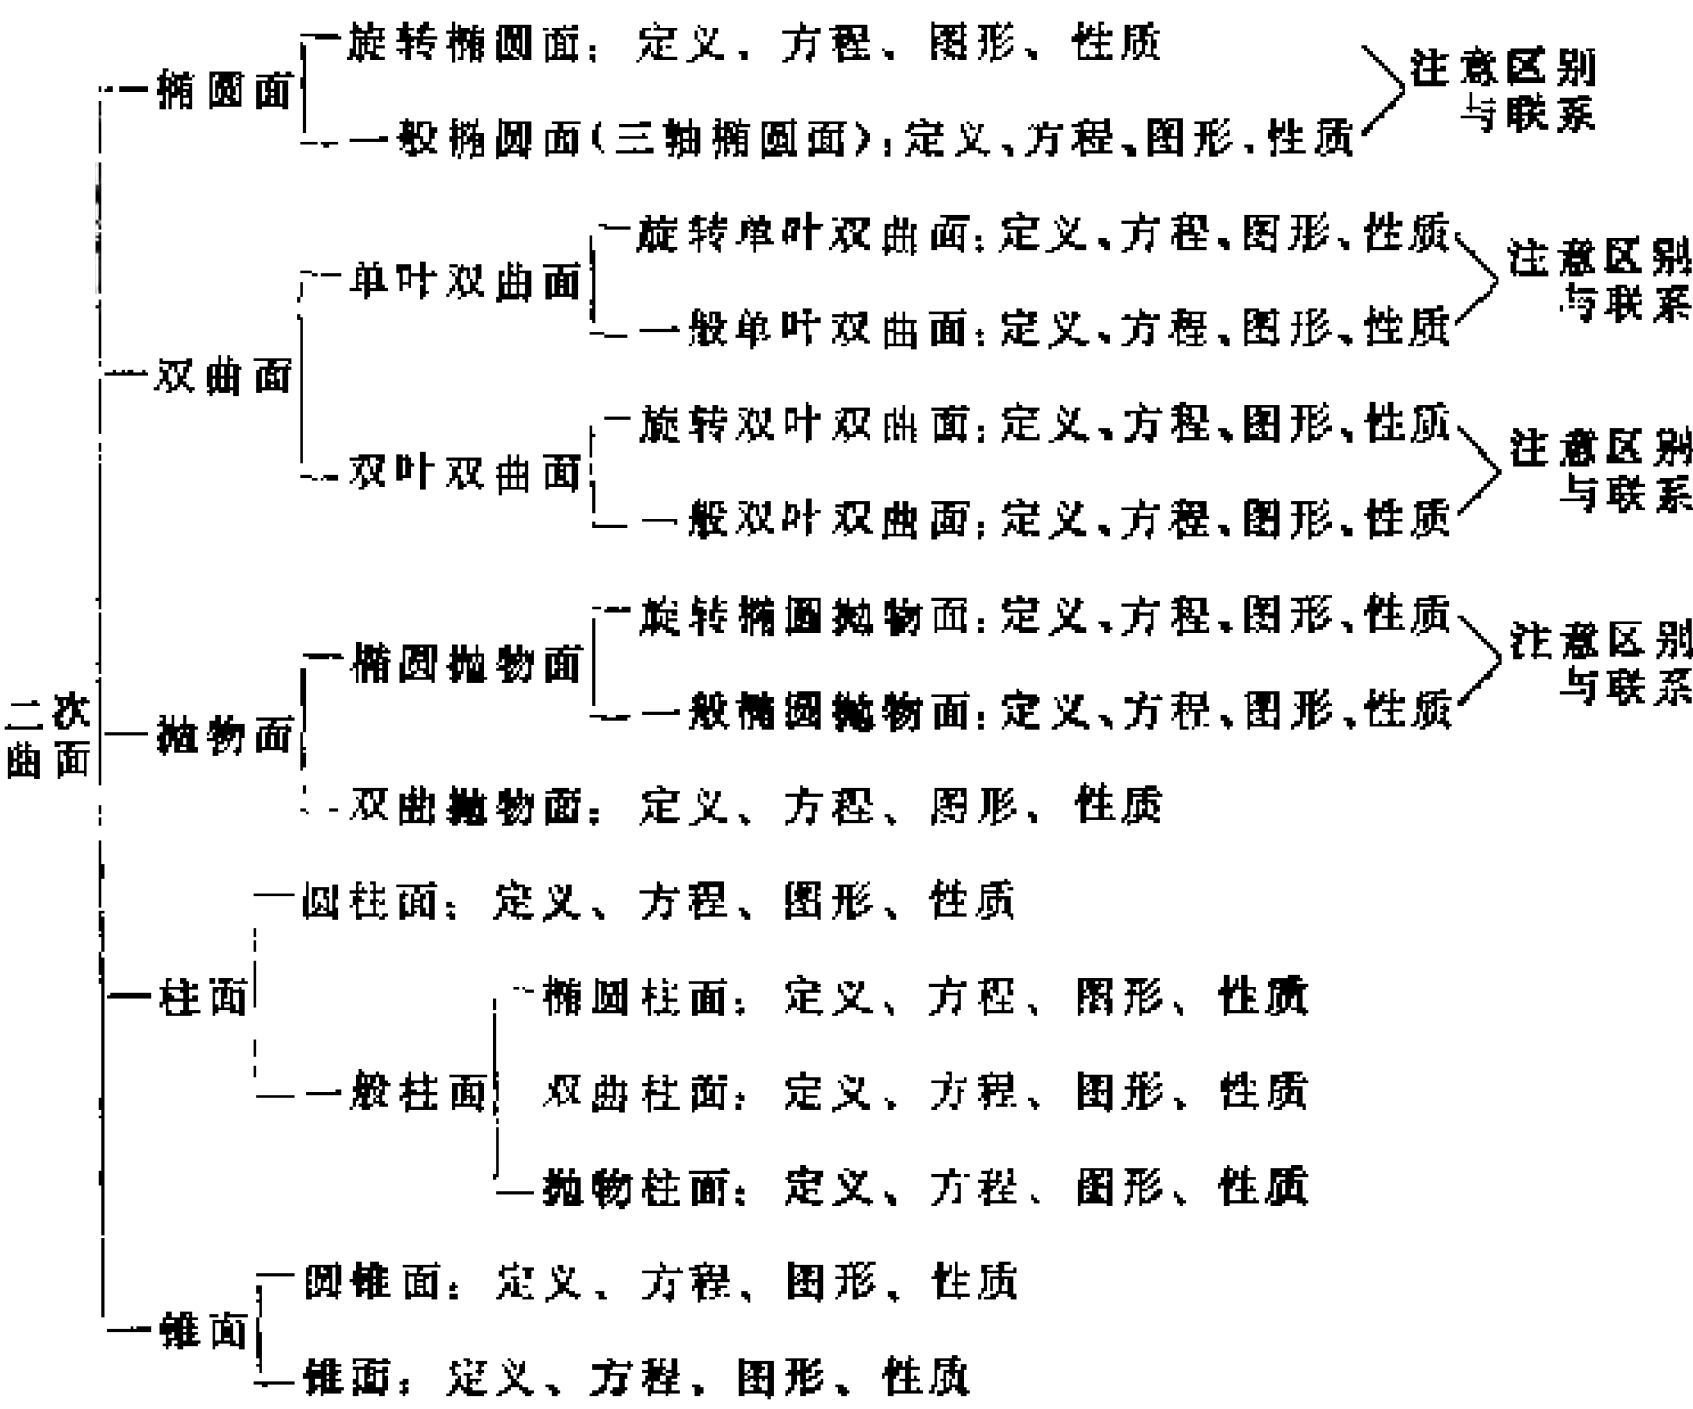 旋转椭圆面：定义、方程、图形、性质
椭圆面
注意区别
与联系
一般椭圆面(三轴椭圆面)：定义、方程、图形、性质
旋转单叶双曲面：定义、方程、图形、性质
单叶双曲面
注意区别
与联系
一般单叶双曲面：定义、方程、图形、性质
双曲面
旋转双叶双曲面：定义、方程、图形、性质
双叶双曲面
注意区别
与联系
一般双叶双曲面：定义、方程、图形、性质
旋转椭圆抛物面：定义、方程、图形、性质
椭圆抛物面
注意区别
与联系
一般椭圆抛物面：定义、方程、图形、性质
二次
曲面
抛物面
双曲抛物面：定义、方程、图形、性质
圆柱面：定义、方程、图形、性质
柱面
椭圆柱面：定义、方程、图形、性质
一般柱面
双曲柱面：定义、方程、图形、性质
抛物柱面：定义、方程、图形、性质
圆锥面：定义、方程、图形、性质
锥面
锥面：定义、方程、图形、性质